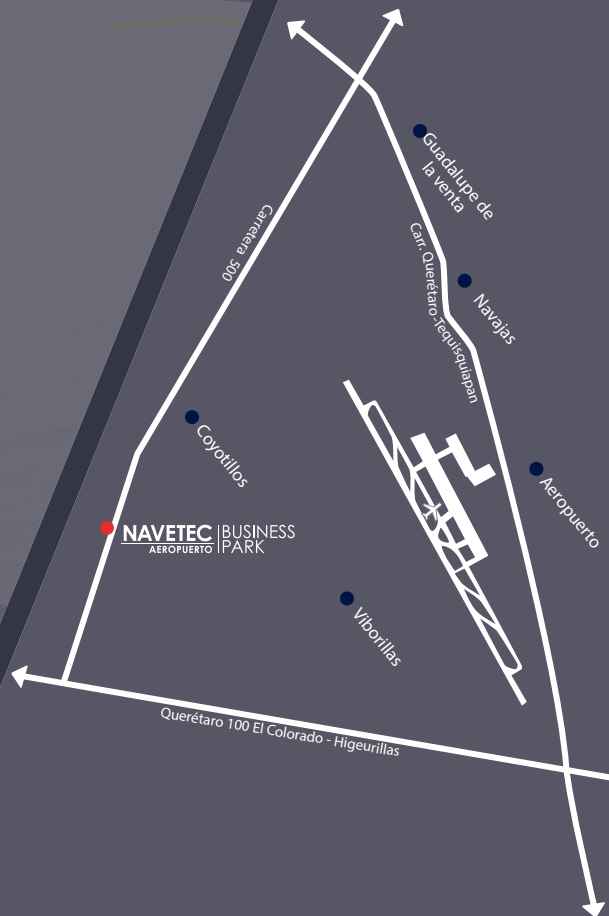 Guadalupe de
la venta
Carretera 500
Carr. Querétaro-Tequisquiapan
Navajas
Coyotillos
Aeropuerto
NAVETEC
AEROPUERTO
BUSINESS
PARK
Viborillas
Querétaro 100 El Colorado - Higeurillas